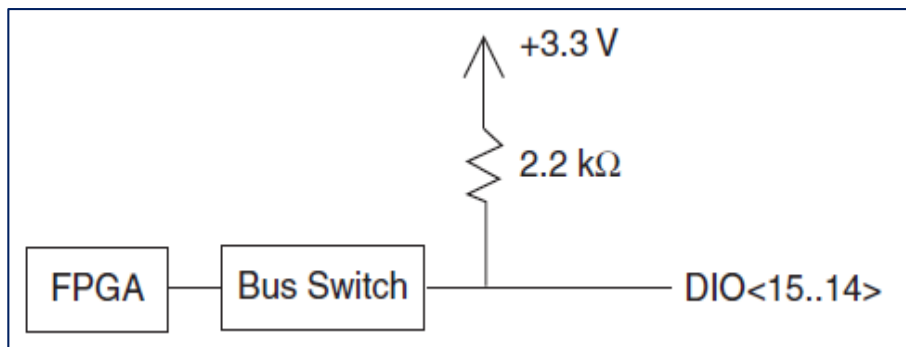 +3.3 V
2.2 kΩ
FPGA
Bus Switch
DIO<15..14>